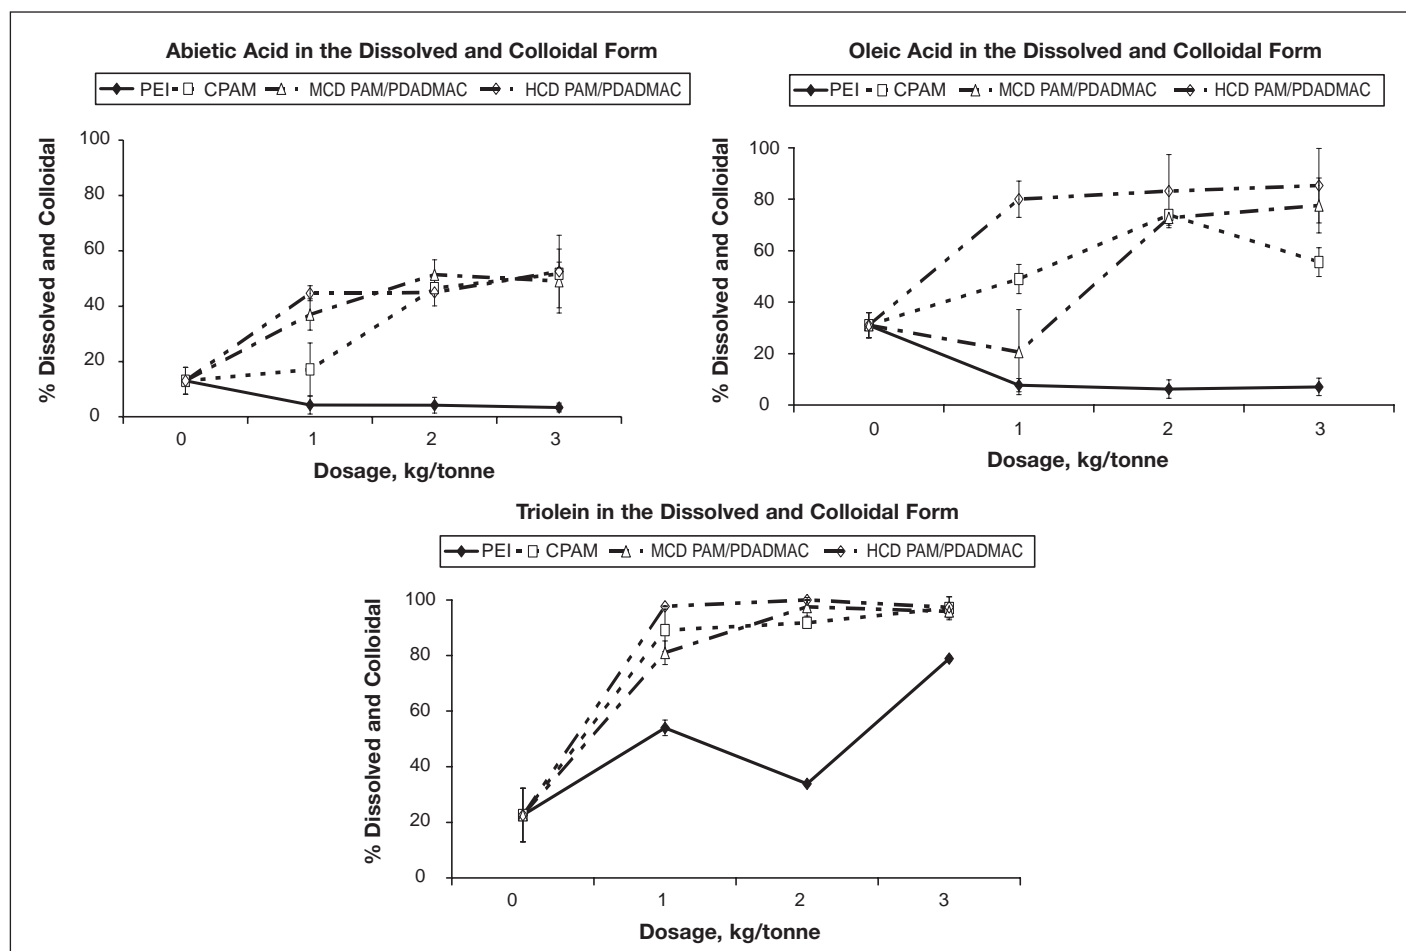 Abietic Acid in the Dissolved and Colloidal Form
PEI CPAM MCD PAM/PDADMAC HCD PAM/PDADMAC
% Dissolved and Colloidal
100
80
60
40
20
0
0 1 2 3
Dosage, kg/tonne
Oleic Acid in the Dissolved and Colloidal Form
PEI CPAM MCD PAM/PDADMAC HCD PAM/PDADMAC
% Dissolved and Colloidal
100
80
60
40
20
0
0 1 2 3
Dosage, kg/tonne
Triolein in the Dissolved and Colloidal Form
PEI CPAM MCD PAM/PDADMAC HCD PAM/PDADMAC
% Dissolved and Colloidal
100
80
60
40
20
0
0 1 2 3
Dosage, kg/tonne